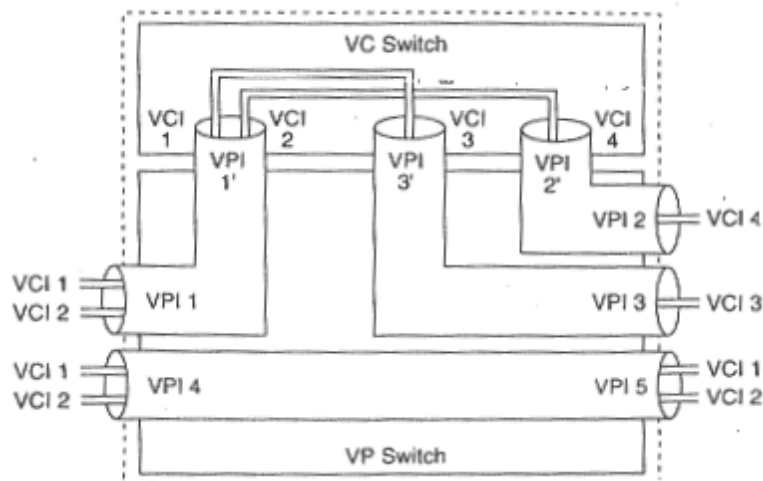 VC Switch
VCI 1
VCI 2
VCI 3
VCI 4
VPI 1'
VPI 3'
VPI 2'
VPI 2
VCI 4
VCI 1
VCI 2
VPI 1
VPI 3
VCI 3
VCI 1
VCI 2
VPI 4
VPI 5
VCI 1
VCI 2
VP Switch